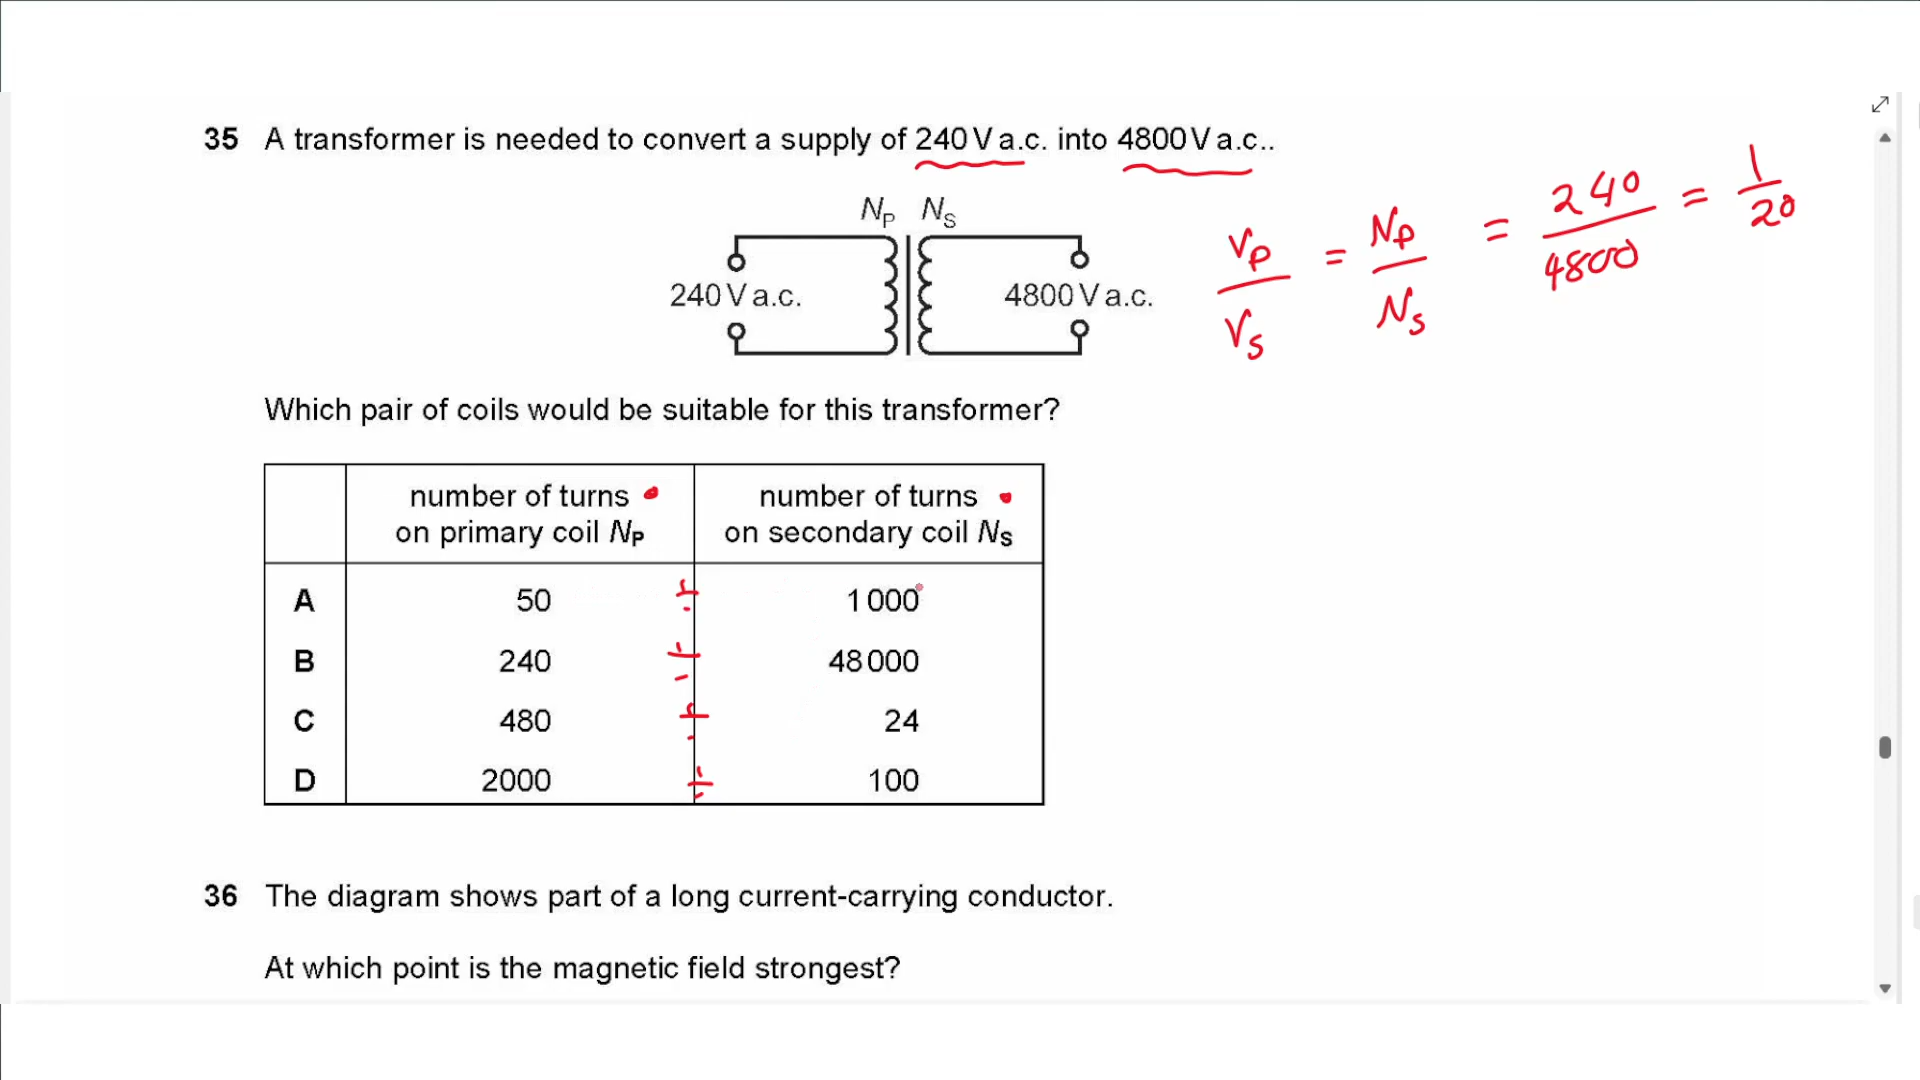 35 A transformer is needed to convert a supply of 240 V a.c. into 4800 V a.c..
NP NS
240 V a.c. 4800 V a.c.
VP/VS = NP/NS = 240/4800 = 1/20
Which pair of coils would be suitable for this transformer?
number of turns number of turns
on primary coil NP on secondary coil NS
A 50 ÷ 1 000
B 240 ÷ 48 000
C 480 ÷ 24
D 2000 ÷ 100
36 The diagram shows part of a long current-carrying conductor.
At which point is the magnetic field strongest?